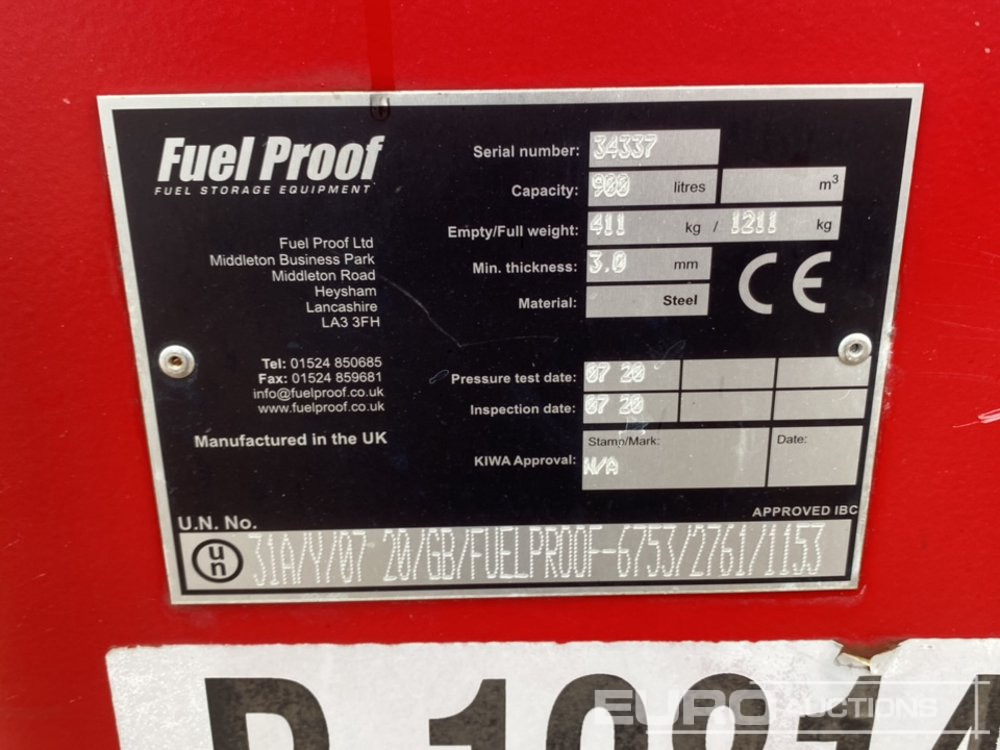 Fuel Proof
FUEL STORAGE EQUIPMENT
Fuel Proof Ltd
Middleton Business Park
Middleton Road
Heysham
Lancashire
LA3 3FH
Tel: 01524 850685
Fax: 01524 859681
info@fuelproof.co.uk
www.fuelproof.co.uk
Manufactured in the UK
Serial number: 34337
Capacity: 900 litres m³
Empty/Full weight: 411 kg / 1211 kg
Min. thickness: 3.0 mm
Material: Steel
CE
Pressure test date: 07 20
Inspection date: 07 20
Stamp/Mark: Date:
KIWA Approval: N/A
APPROVED IBC
U.N. No.
un 31A/Y/07 20/GB/FUELPROOF-6753/2761/1153
EURO AUCTIONS